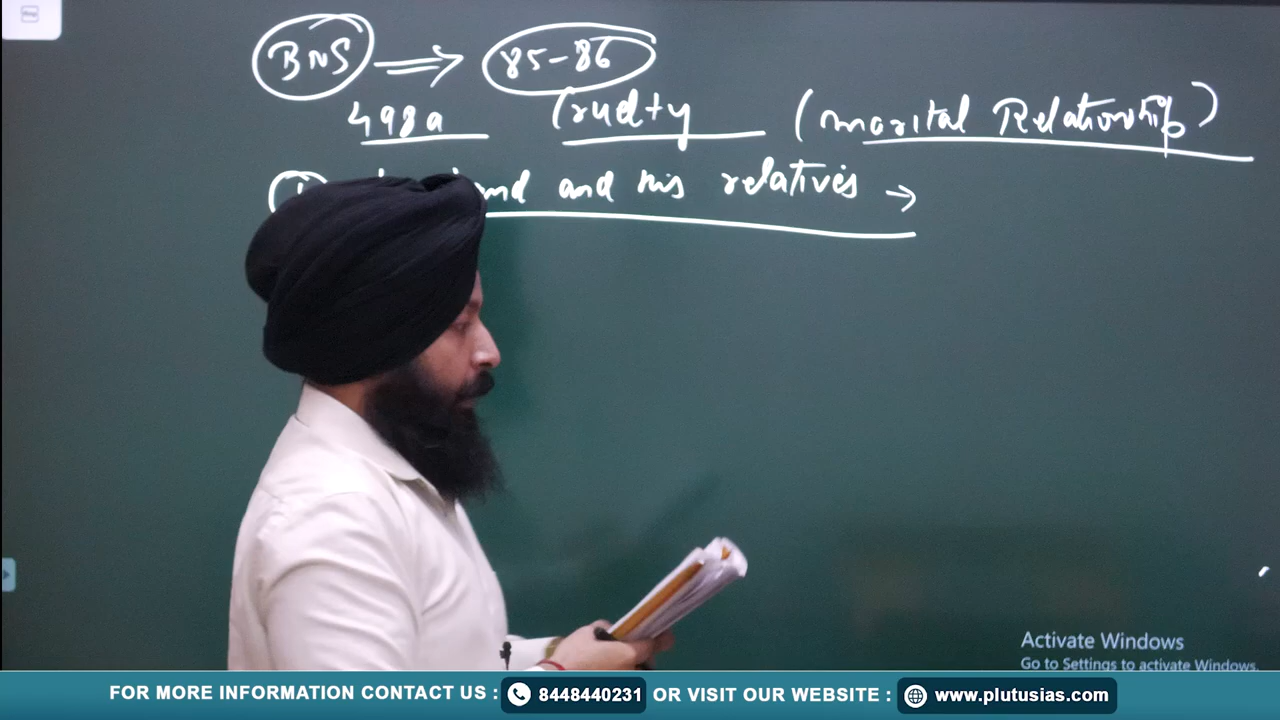 BNS ⇒ 85-86
498a Cruelty (marital Relationship)
and his relatives →
Activate Windows
Go to Settings to activate Windows.
FOR MORE INFORMATION CONTACT US : 8448440231 OR VISIT OUR WEBSITE : www.plutusias.com